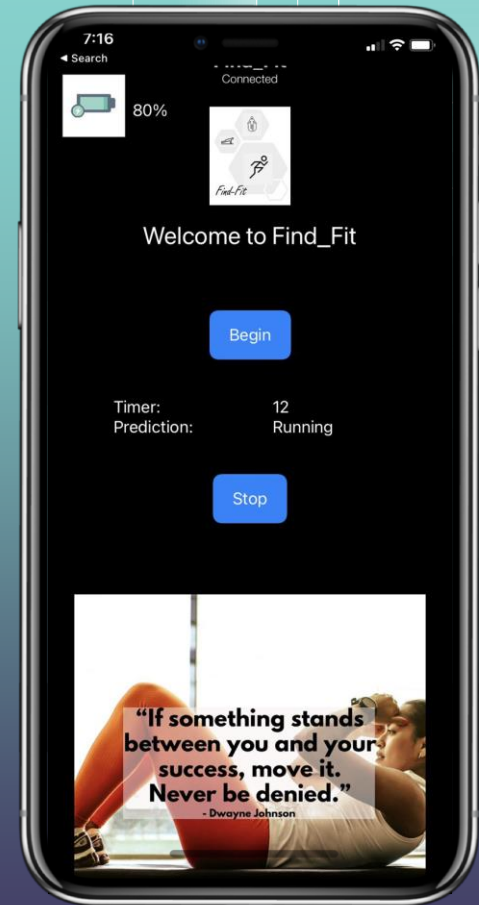 7:16
◀ Search
Connected
80%
Find-Fit
Welcome to Find_Fit
Begin
Timer: 12
Prediction: Running
Stop
“If something stands
between you and your
success, move it.
Never be denied.”
- Dwayne Johnson